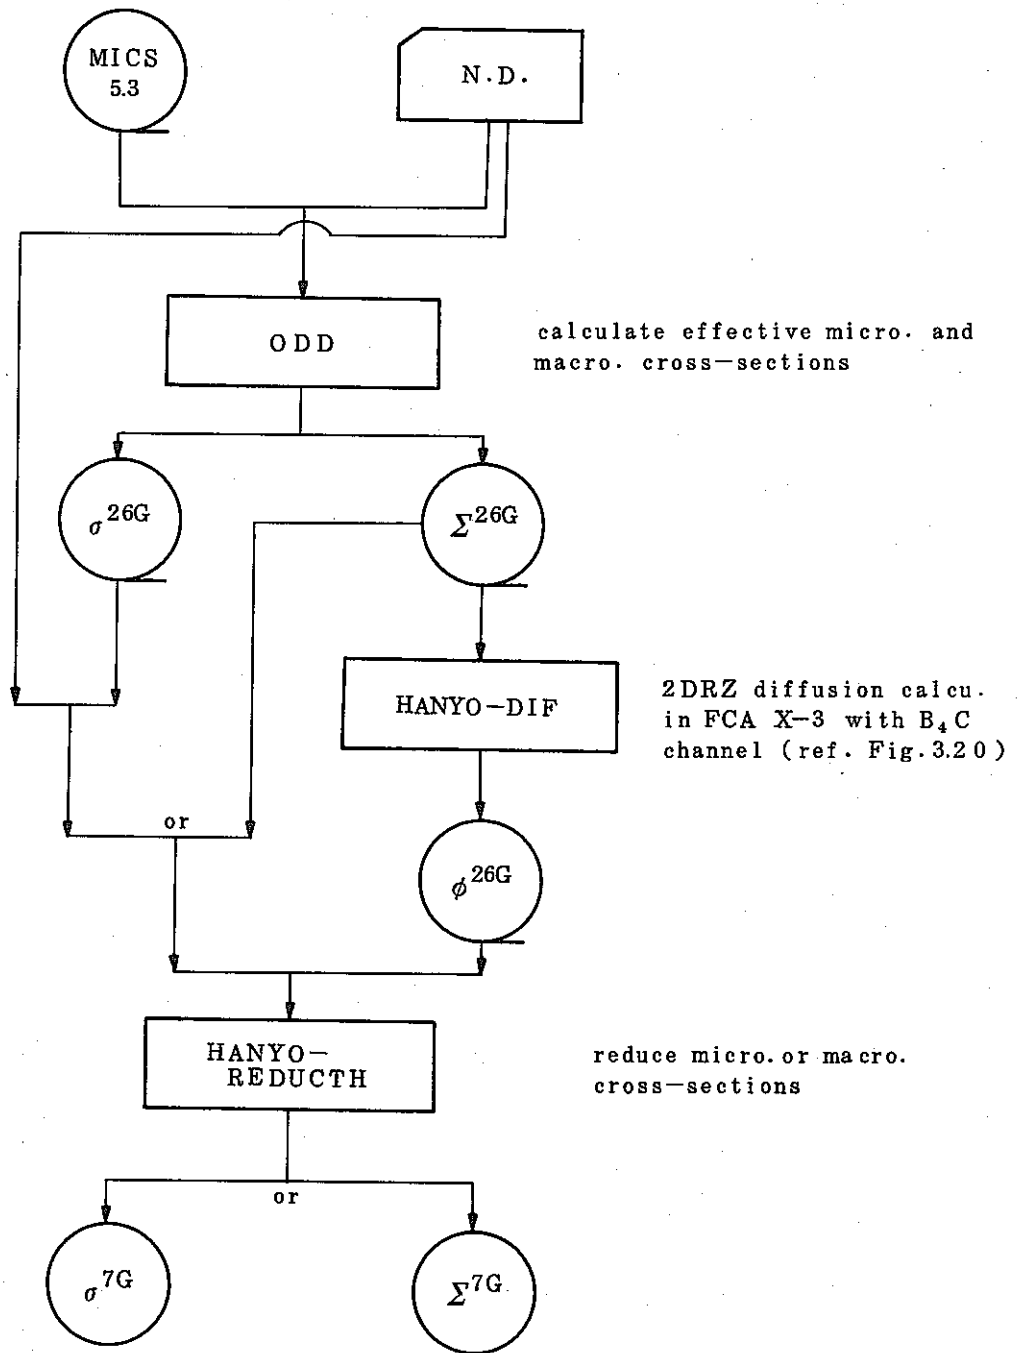 MICS
5.3
N.D.
ODD
calculate effective micro. and
macro. cross-sections
σ26G
Σ26G
HANYO-DIF
2DRZ diffusion calcu.
in FCA X-3 with B4C
channel (ref. Fig.3.20)
or
φ26G
HANYO-
REDUCTH
reduce micro. or macro.
cross-sections
or
σ7G
Σ7G